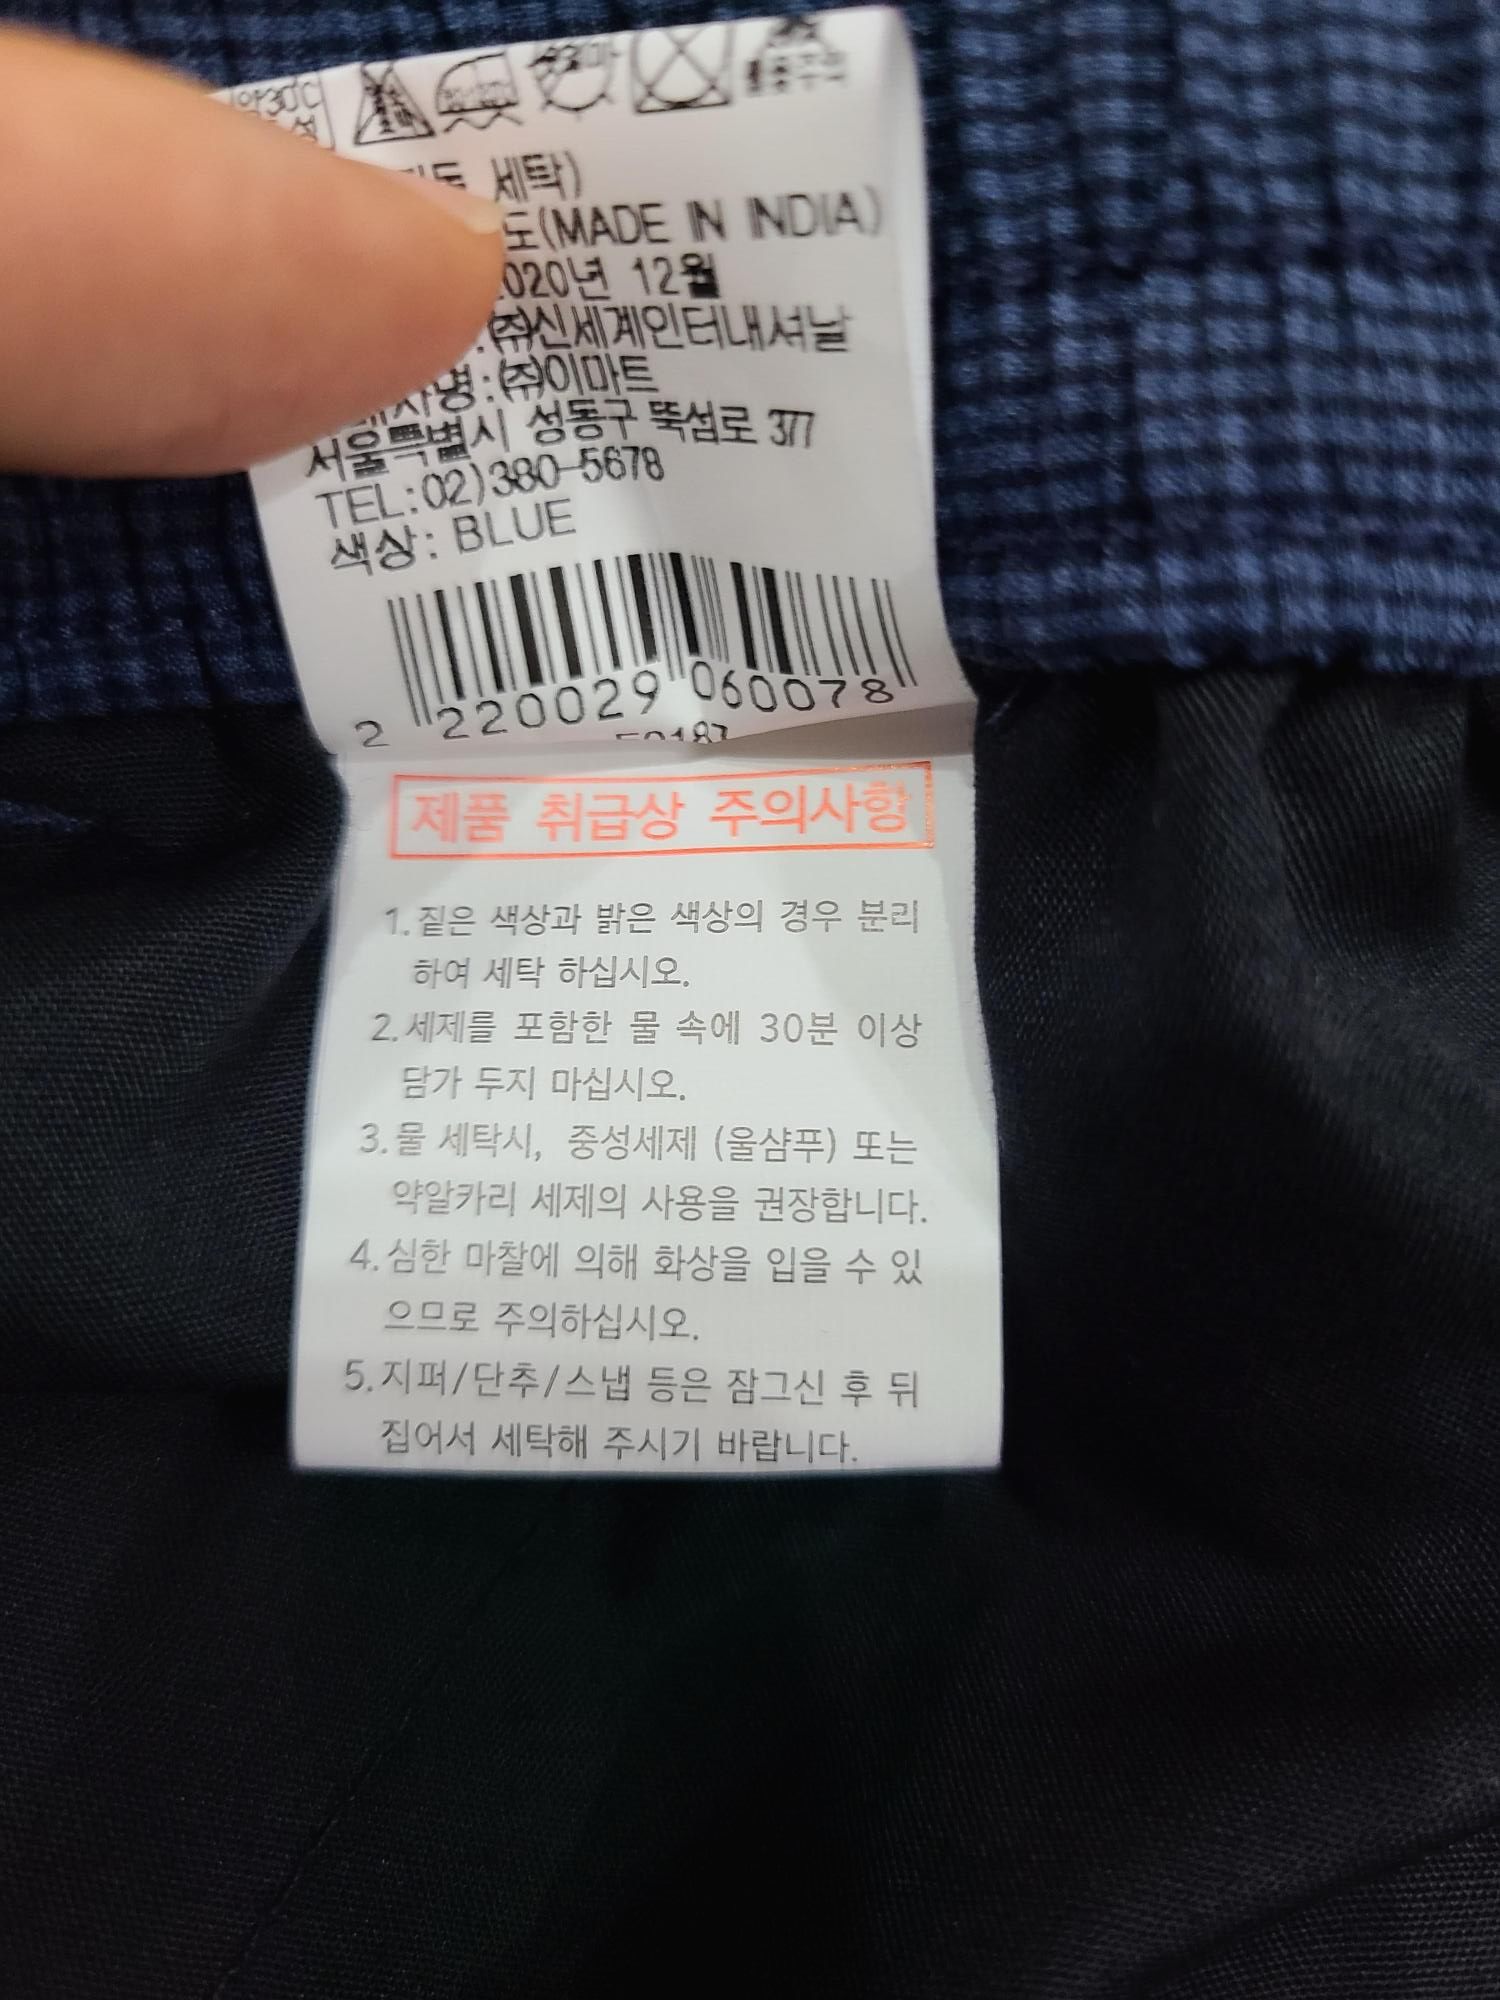 약30℃
세탁)
도(MADE IN INDIA)
2020년 12월
(주)신세계인터내셔날
명:(주)이마트
서울특별시 성동구 뚝섬로 377
TEL:02)380-5678
색상: BLUE
2 220029 060078
제품 취급상 주의사항
1.짙은 색상과 밝은 색상의 경우 분리
하여 세탁 하십시오.
2.세제를 포함한 물 속에 30분 이상
담가 두지 마십시오.
3.물 세탁시, 중성세제 (울샴푸) 또는
약알카리 세제의 사용을 권장합니다.
4.심한 마찰에 의해 화상을 입을 수 있
으므로 주의하십시오.
5.지퍼/단추/스냅 등은 잠그신 후 뒤
집어서 세탁해 주시기 바랍니다.